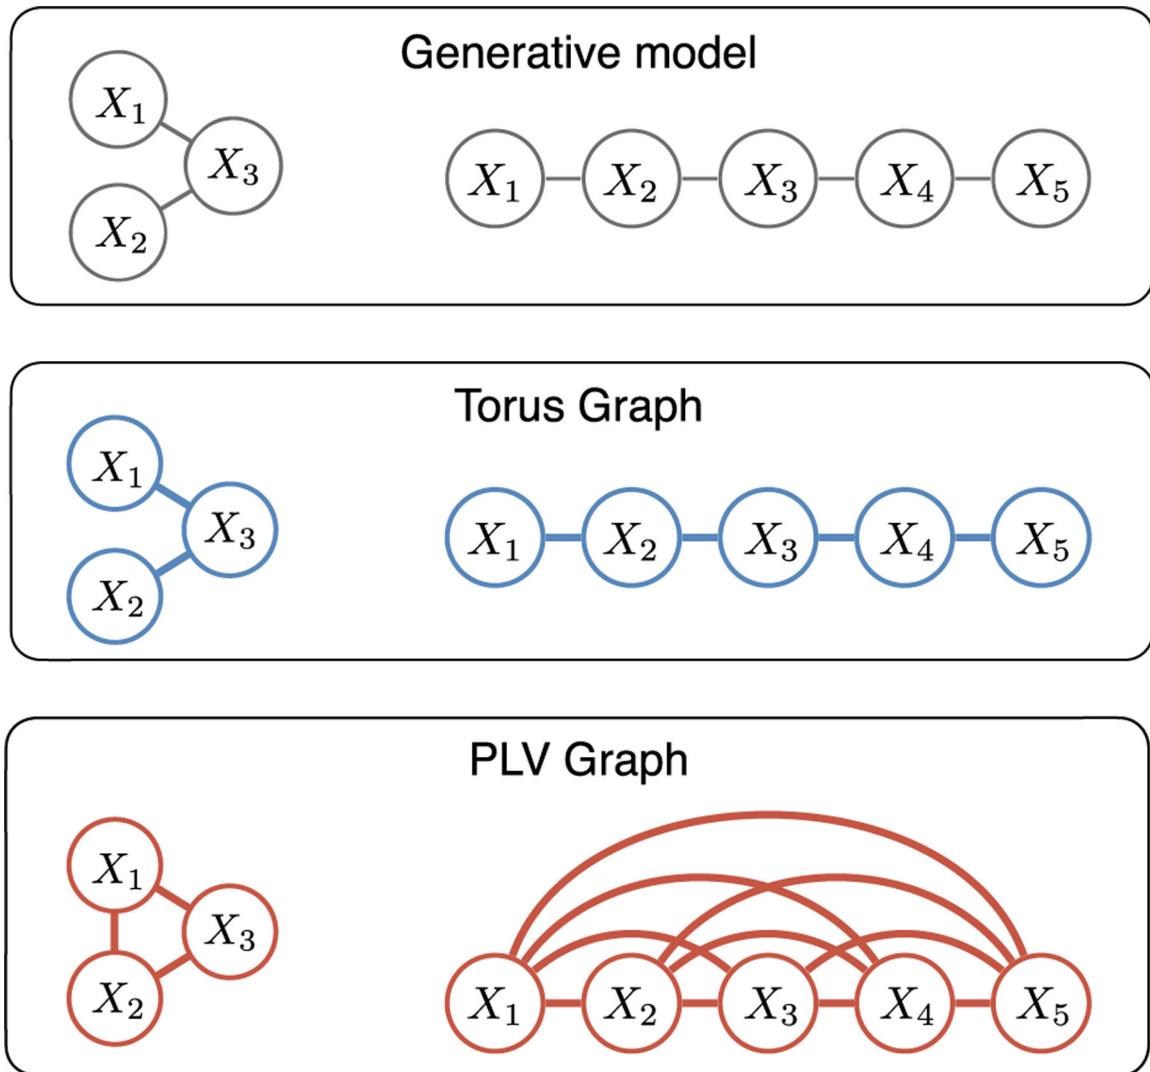 Generative model
X₁
X₃
X₂
X₁ X₂ X₃ X₄ X₅
Torus Graph
X₁
X₃
X₂
X₁ X₂ X₃ X₄ X₅
PLV Graph
X₁
X₃
X₂
X₁ X₂ X₃ X₄ X₅